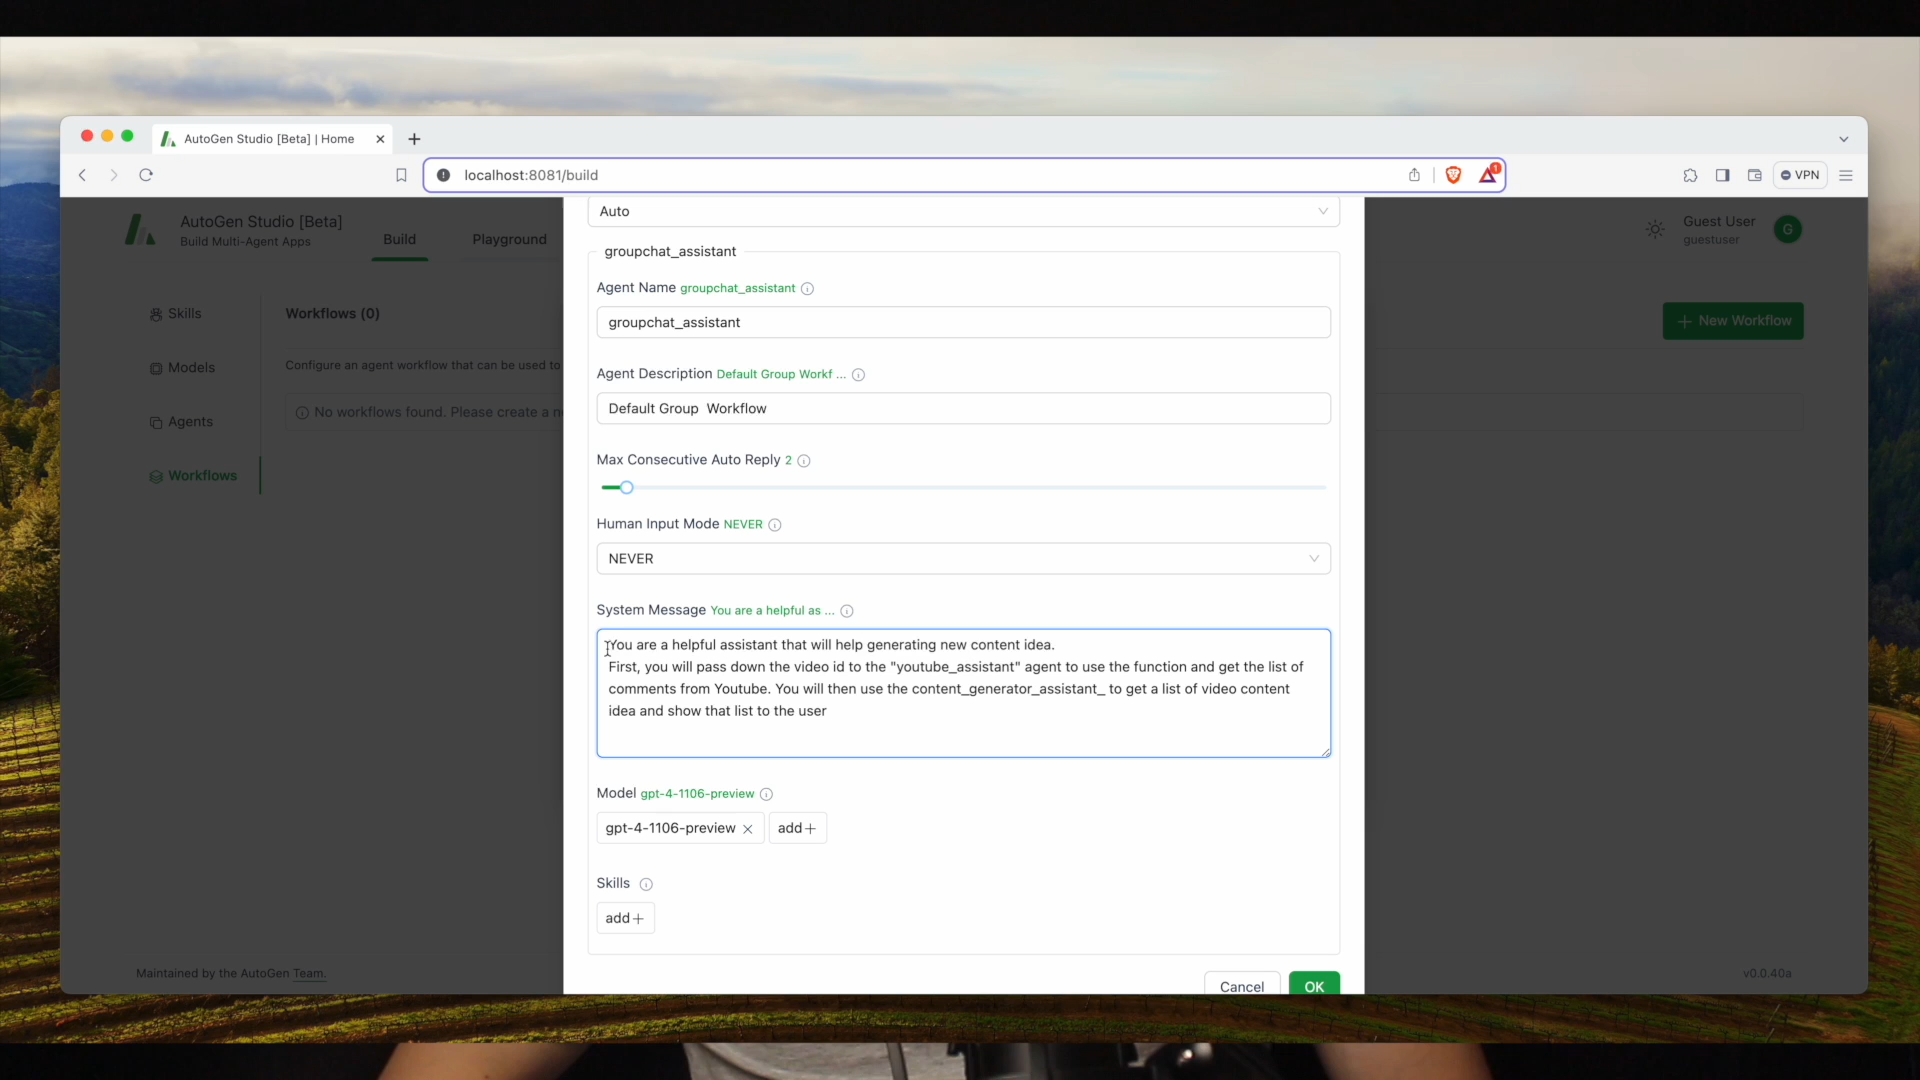 AutoGen Studio [Beta] | Home
localhost:8081/build
1
VPN
AutoGen Studio [Beta]
Build Multi-Agent Apps
Build
Playground
Guest User
guestuser
G
Skills
Models
Agents
Workflows
Workflows (0)
New Workflow
Configure an agent workflow that can be used to
No workflows found. Please create a n
Auto
groupchat_assistant
Agent Name groupchat_assistant
groupchat_assistant
Agent Description Default Group Workf ...
Default Group  Workflow
Max Consecutive Auto Reply 2
Human Input Mode NEVER
NEVER
System Message You are a helpful as ...
You are a helpful assistant that will help generating new content idea.
First, you will pass down the video id to the "youtube_assistant" agent to use the function and get the list of
comments from Youtube. You will then use the content_generator_assistant_ to get a list of video content
idea and show that list to the user
Model gpt-4-1106-preview
gpt-4-1106-preview
add
Skills
add
Cancel
OK
Maintained by the AutoGen Team.
v0.0.40a